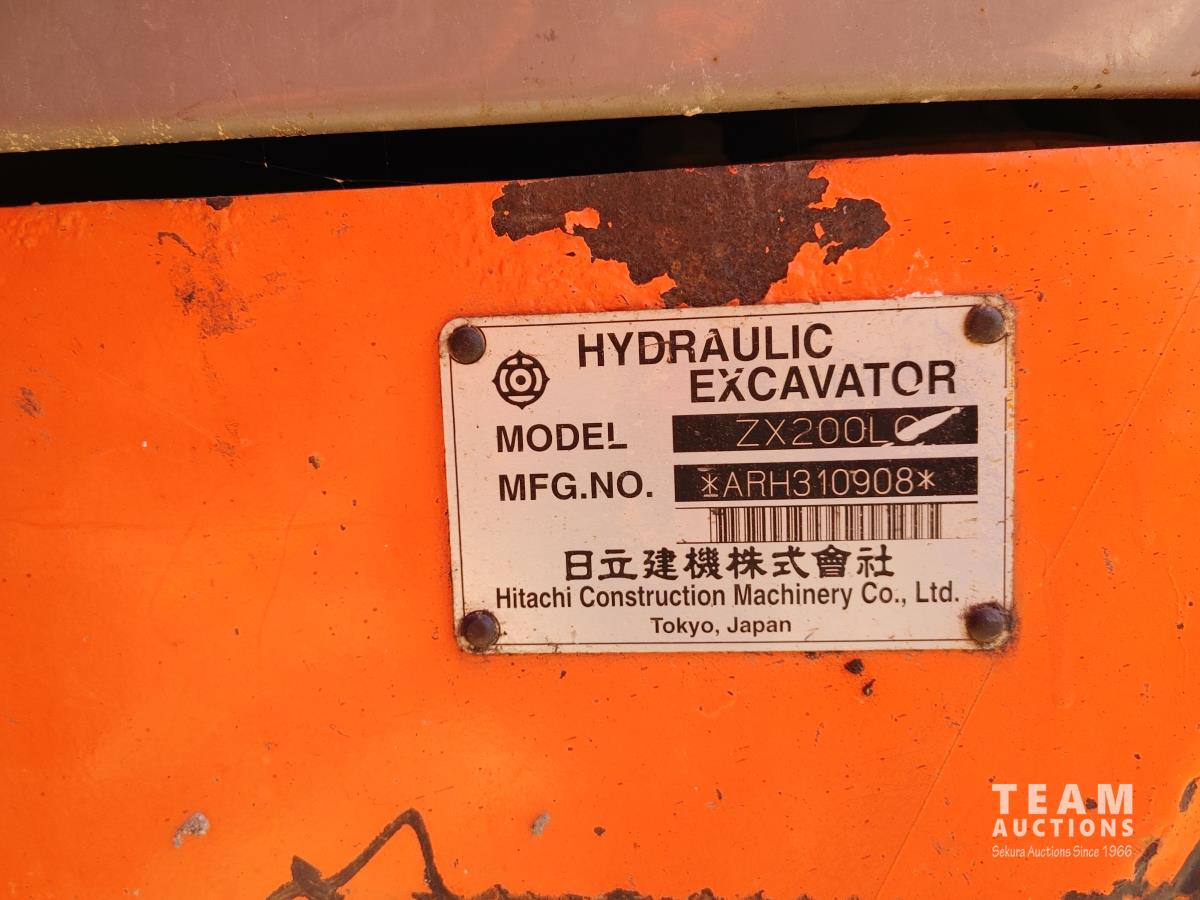 HYDRAULIC
EXCAVATOR
MODEL ZX200LC
MFG.NO. *ARH310908*
日立建機株式會社
Hitachi Construction Machinery Co., Ltd.
Tokyo, Japan
TEAM
AUCTIONS
Sekura Auctions Since 1966